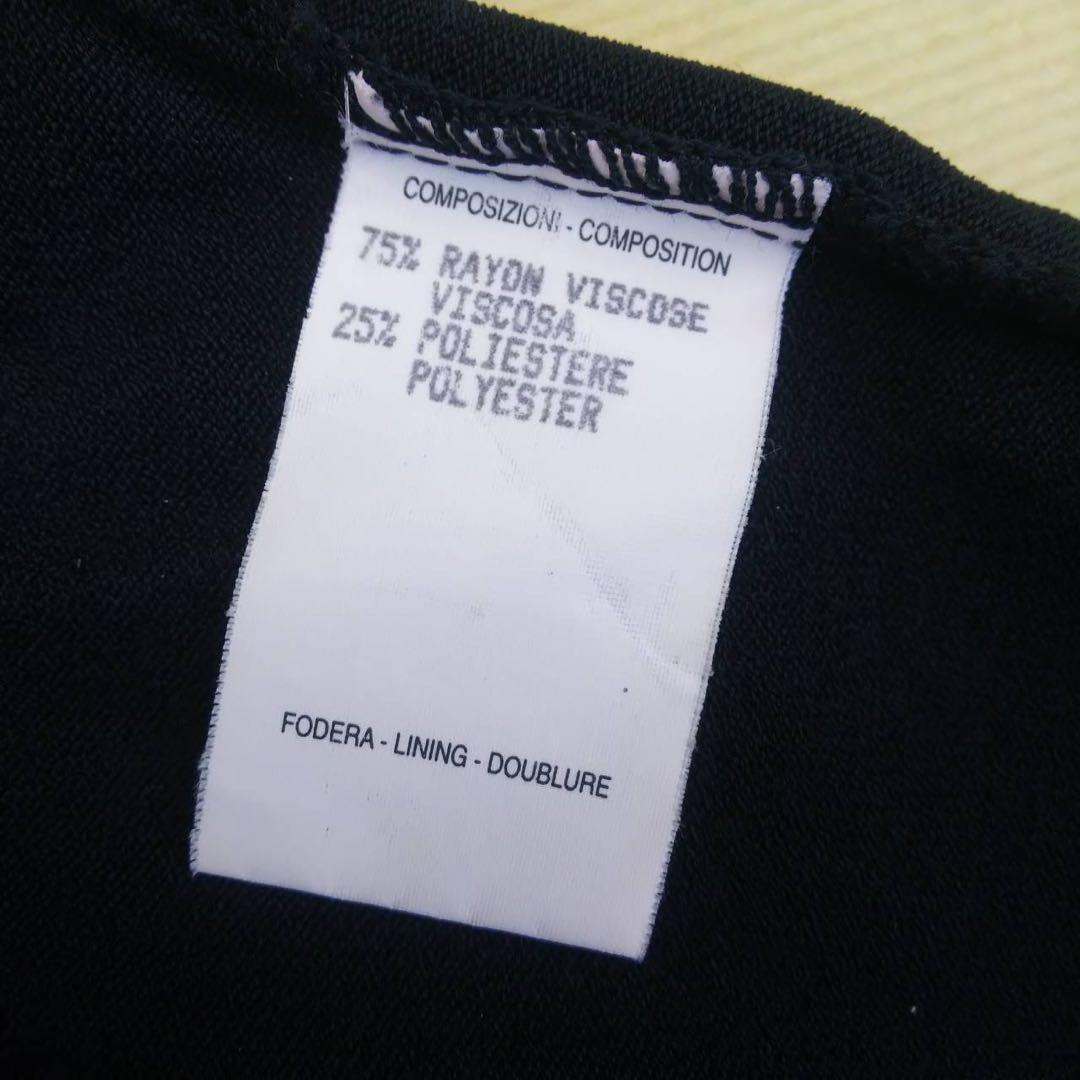 COMPOSIZIONI - COMPOSITION
75% RAYON VISCOSE
VISCOSA
25% POLIESTERE
POLYESTER
FODERA - LINING - DOUBLURE